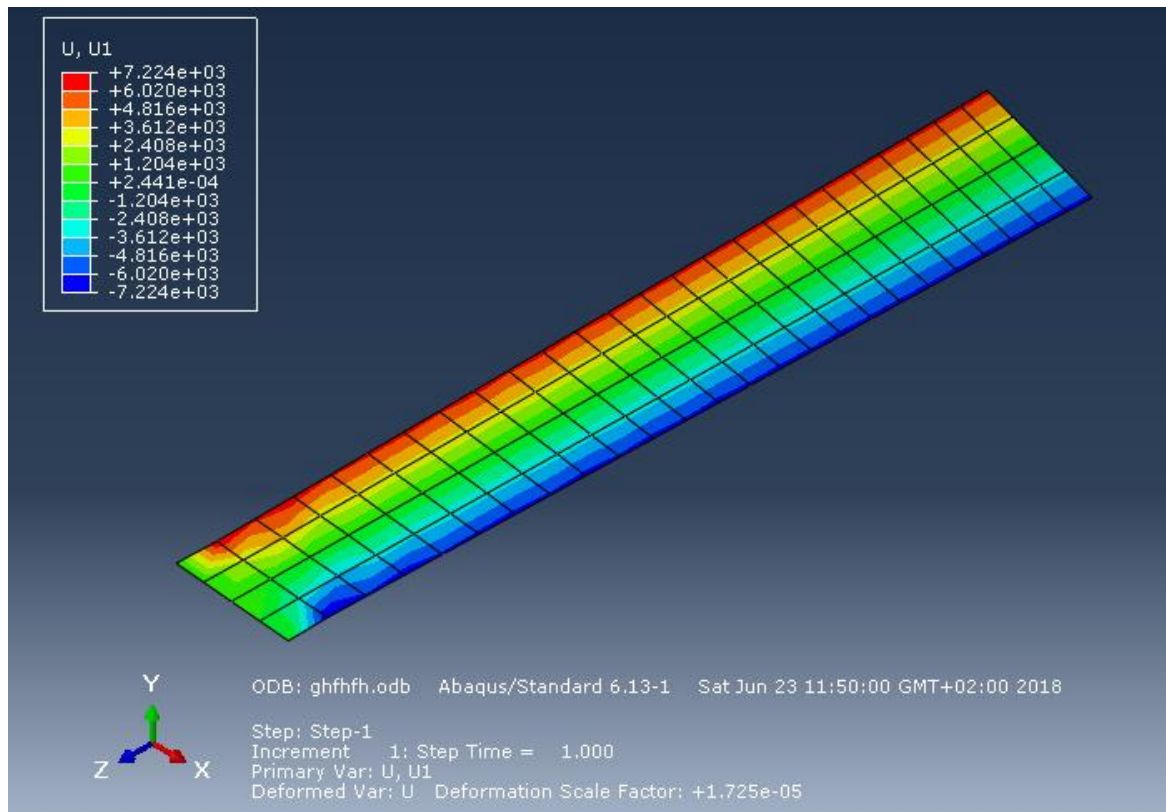 U, U1
+7.224e+03
+6.020e+03
+4.816e+03
+3.612e+03
+2.408e+03
+1.204e+03
+2.441e-04
-1.204e+03
-2.408e+03
-3.612e+03
-4.816e+03
-6.020e+03
-7.224e+03
Y
Z X
ODB: ghfhfh.odb Abaqus/Standard 6.13-1 Sat Jun 23 11:50:00 GMT+02:00 2018
Step: Step-1
Increment 1: Step Time = 1.000
Primary Var: U, U1
Deformed Var: U Deformation Scale Factor: +1.725e-05